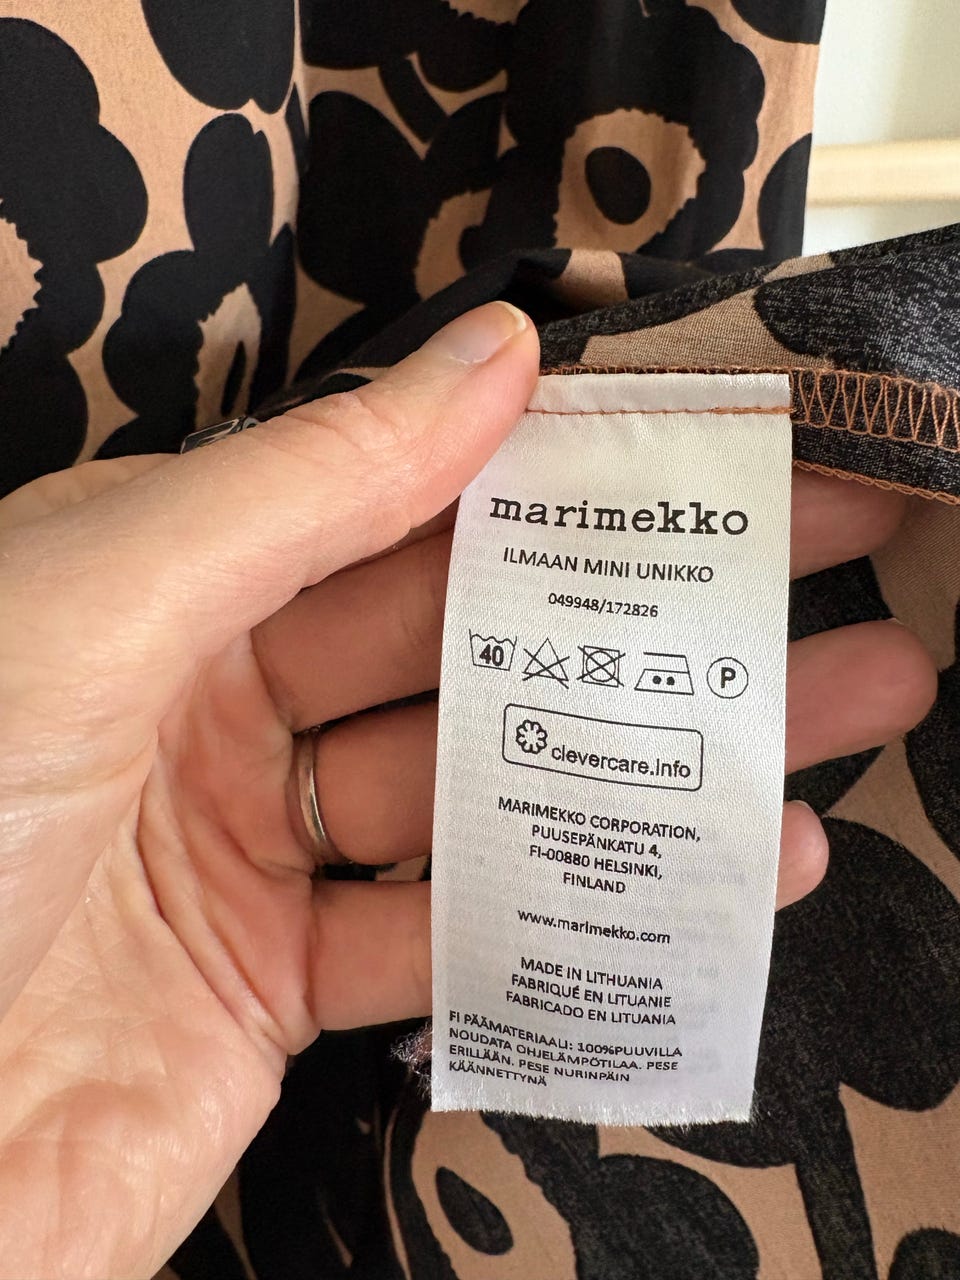 marimekko
ILMAAN MINI UNIKKO
049948/172826
40 P
clevercare.info
MARIMEKKO CORPORATION,
PUUSEPÄNKATU 4,
FI-00880 HELSINKI,
FINLAND
www.marimekko.com
MADE IN LITHUANIA
FABRIQUÉ EN LITUANIE
FABRICADO EN LITUANIA
FI PÄÄMATERIAALI: 100%PUUVILLA
NOUDATA OHJELÄMPÖTILAA. PESE
ERILLÄÄN. PESE NURINPÄIN
KÄÄNNETTYNÄ